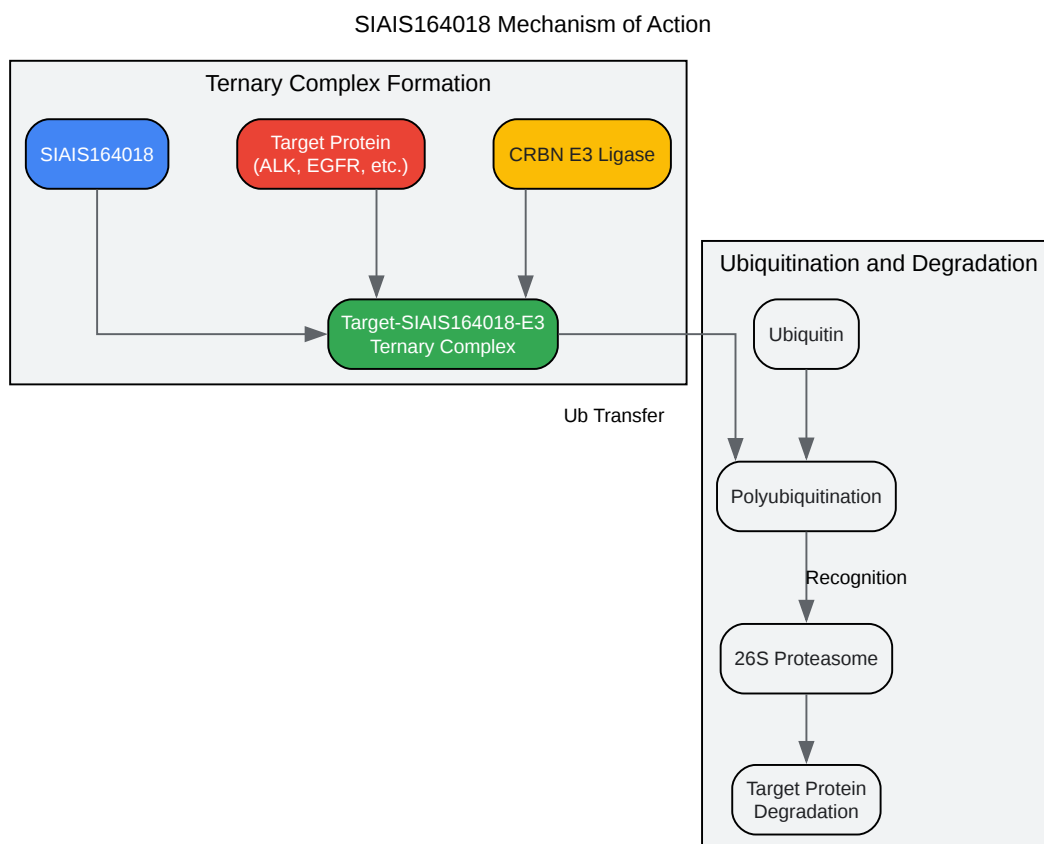 SIAIS164018 Mechanism of Action
Ternary Complex Formation
SIAIS164018
Target Protein
(ALK, EGFR, etc.)
CRBN E3 Ligase
Target-SIAIS164018-E3
Ternary Complex
Ub Transfer
Ubiquitination and Degradation
Ubiquitin
Polyubiquitination
Recognition
26S Proteasome
Target Protein
Degradation